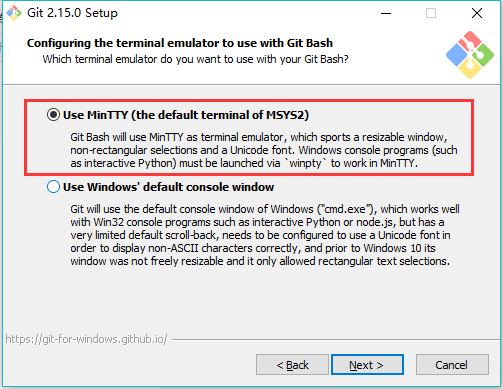 Git 2.15.0 Setup
Configuring the terminal emulator to use with Git Bash
Which terminal emulator do you want to use with your Git Bash?
Use MinTTY (the default terminal of MSYS2)
Git Bash will use MinTTY as terminal emulator, which sports a resizable window,
non-rectangular selections and a Unicode font. Windows console programs (such
as interactive Python) must be launched via `winpty` to work in MinTTY.
Use Windows' default console window
Git will use the default console window of Windows ("cmd.exe"), which works well
with Win32 console programs such as interactive Python or node.js, but has a
very limited default scroll-back, needs to be configured to use a Unicode font in
order to display non-ASCII characters correctly, and prior to Windows 10 its
window was not freely resizable and it only allowed rectangular text selections.
https://git-for-windows.github.io/
< Back
Next >
Cancel